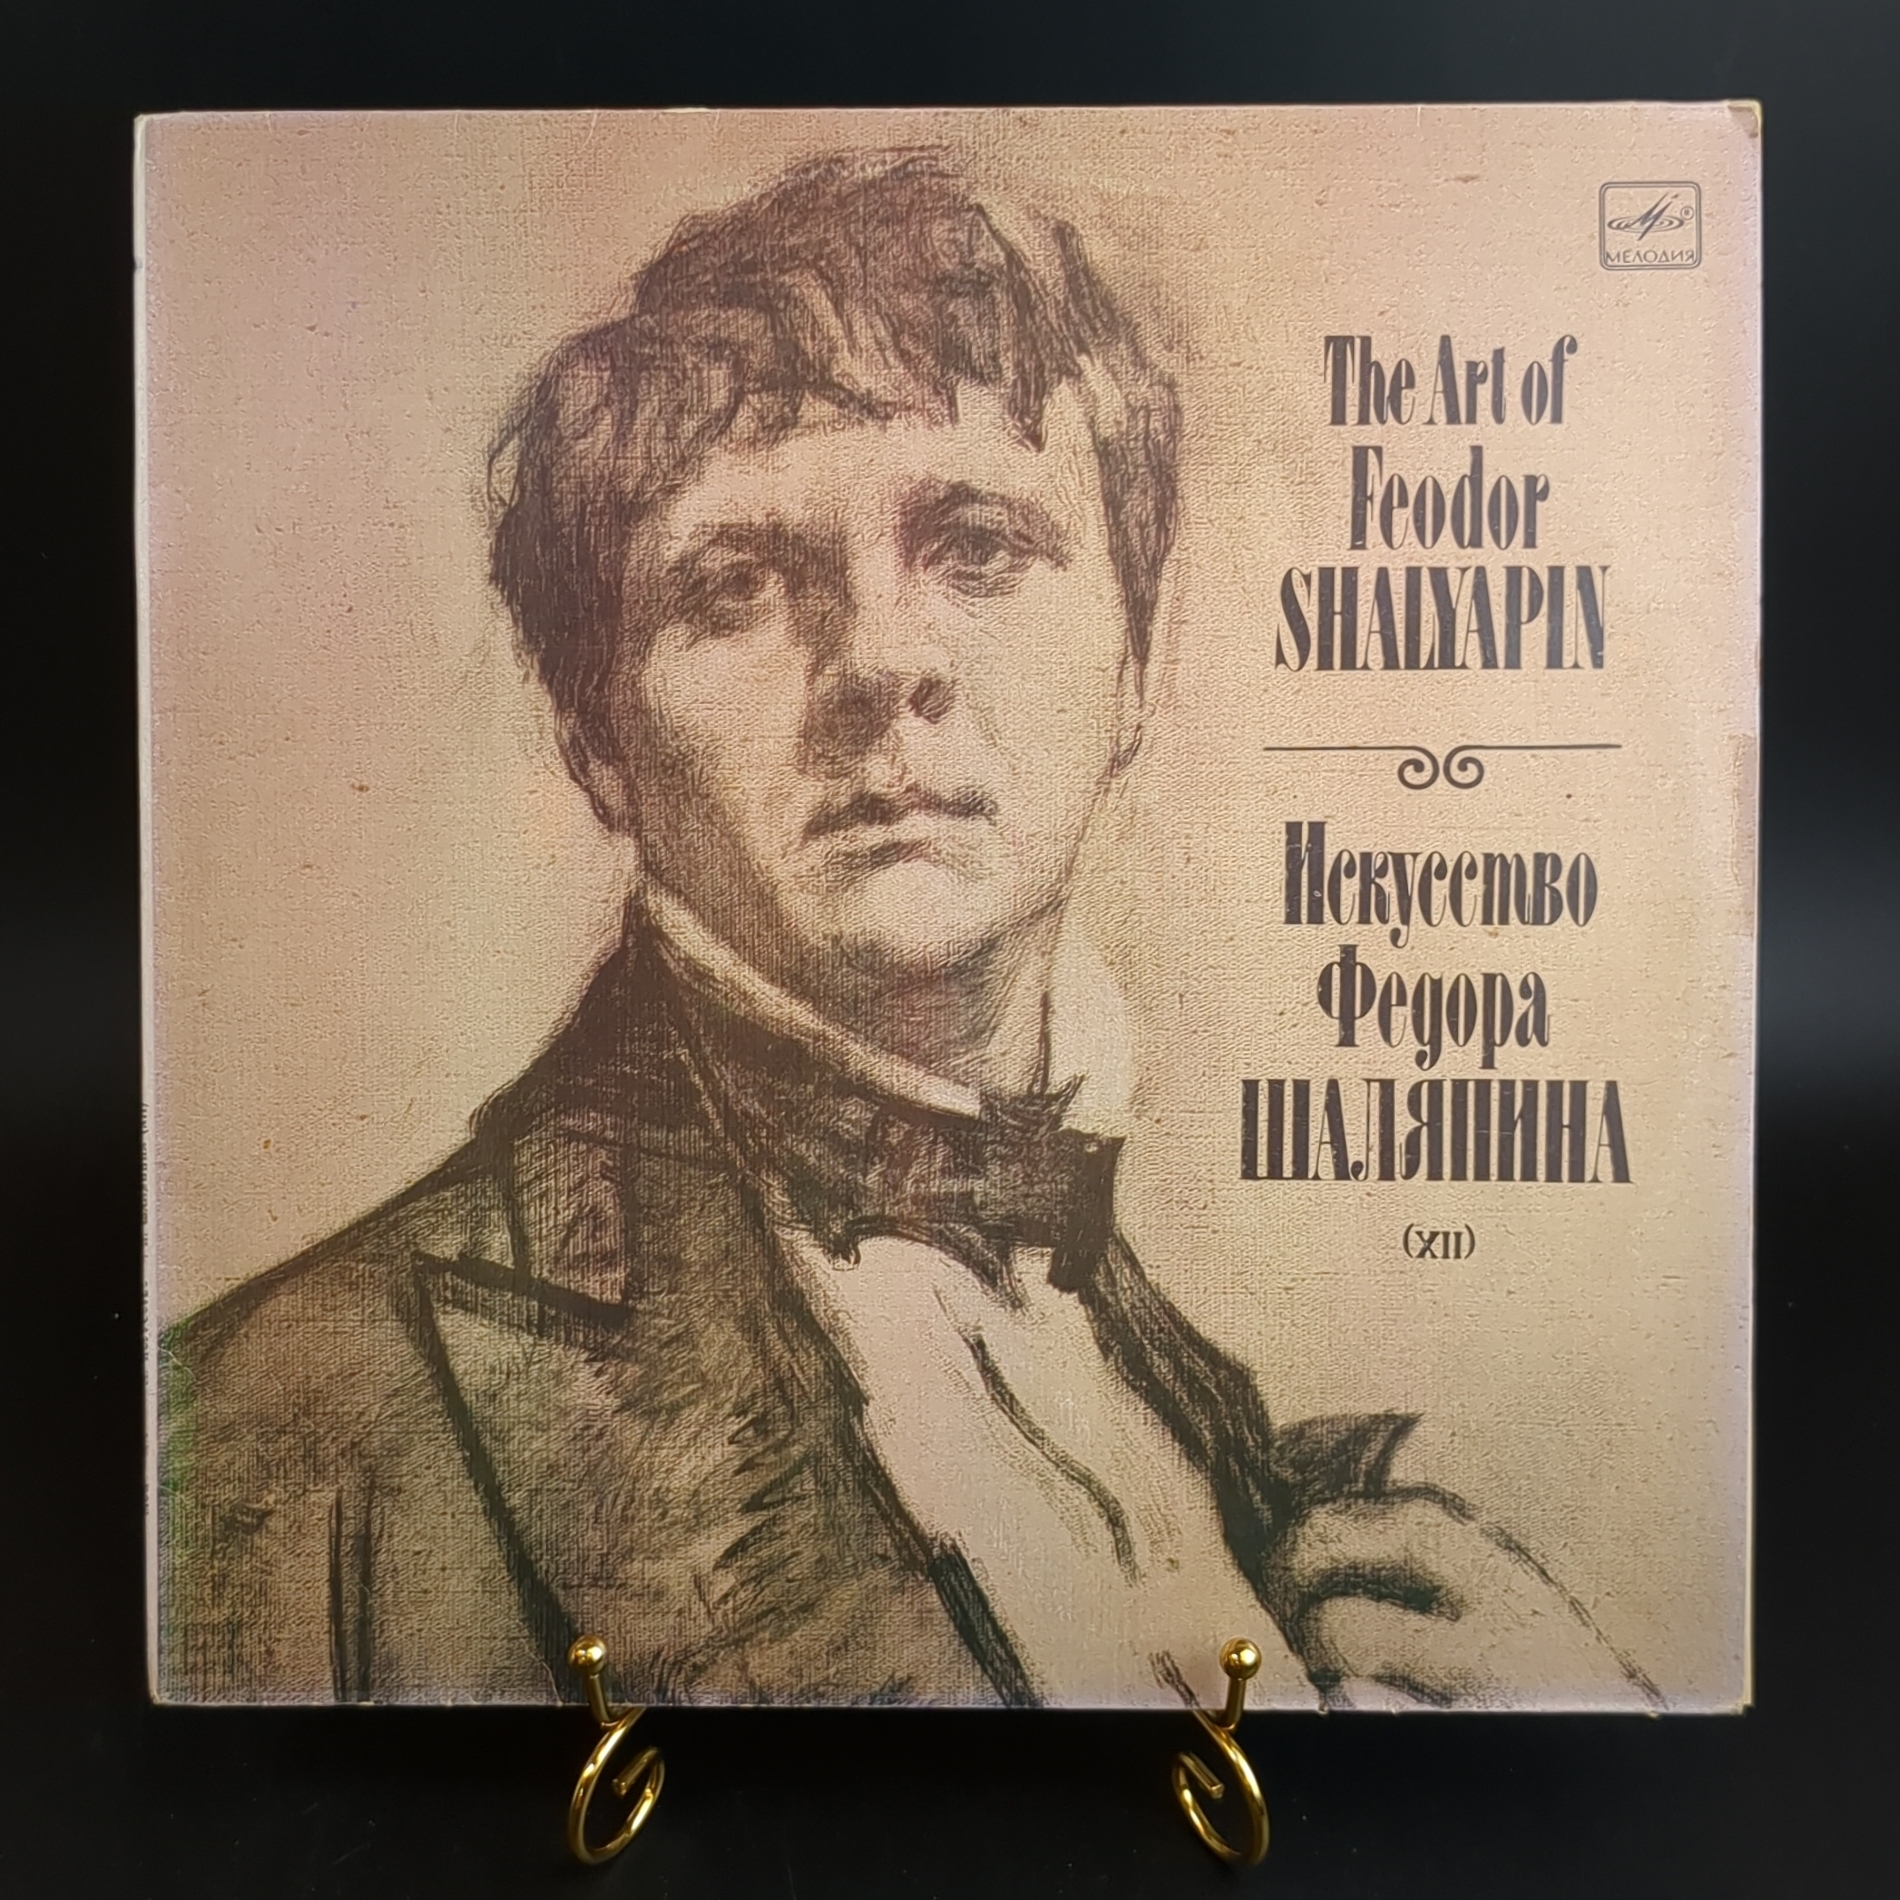 МЕЛОДИЯ
The Art of
Feodor
SHALYAPIN
Искусство
Федора
ШАЛЯПИНА
(XII)